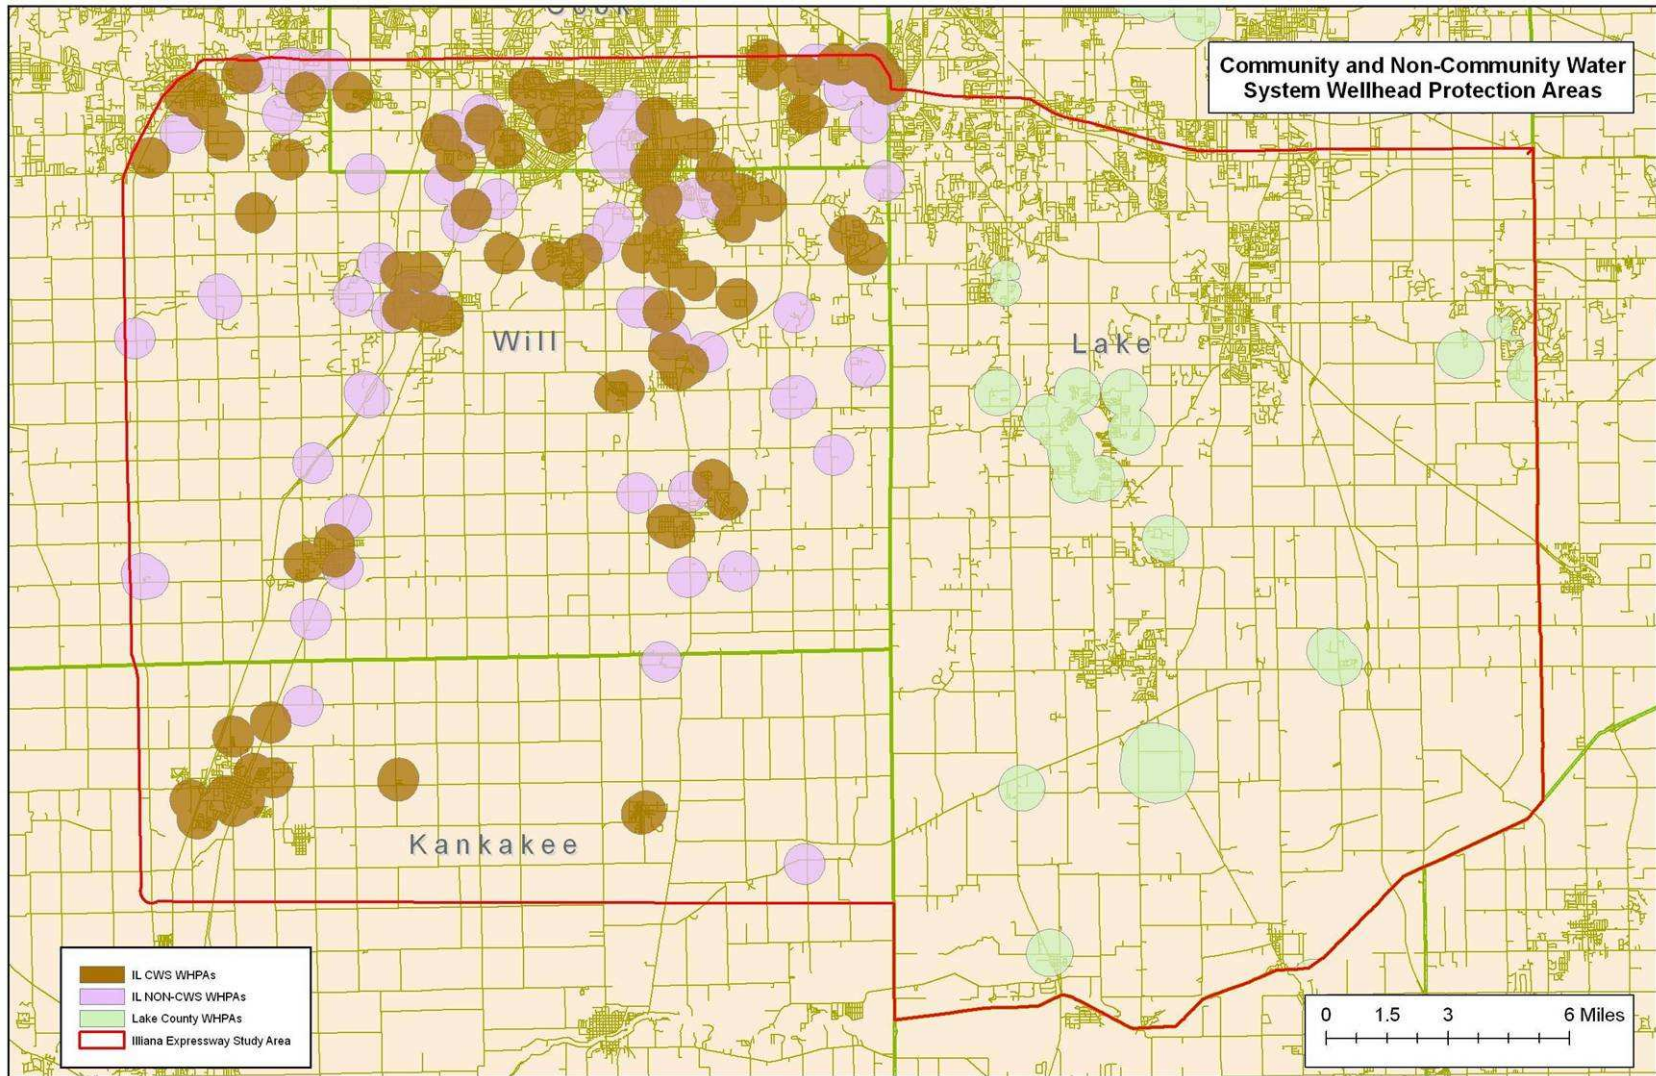 Cook
Community and Non-Community Water
System Wellhead Protection Areas
Will
Lake
Kankakee
IL CWS WHPAs
IL NON-CWS WHPAs
Lake County WHPAs
Illiana Expressway Study Area
0 1.5 3 6 Miles